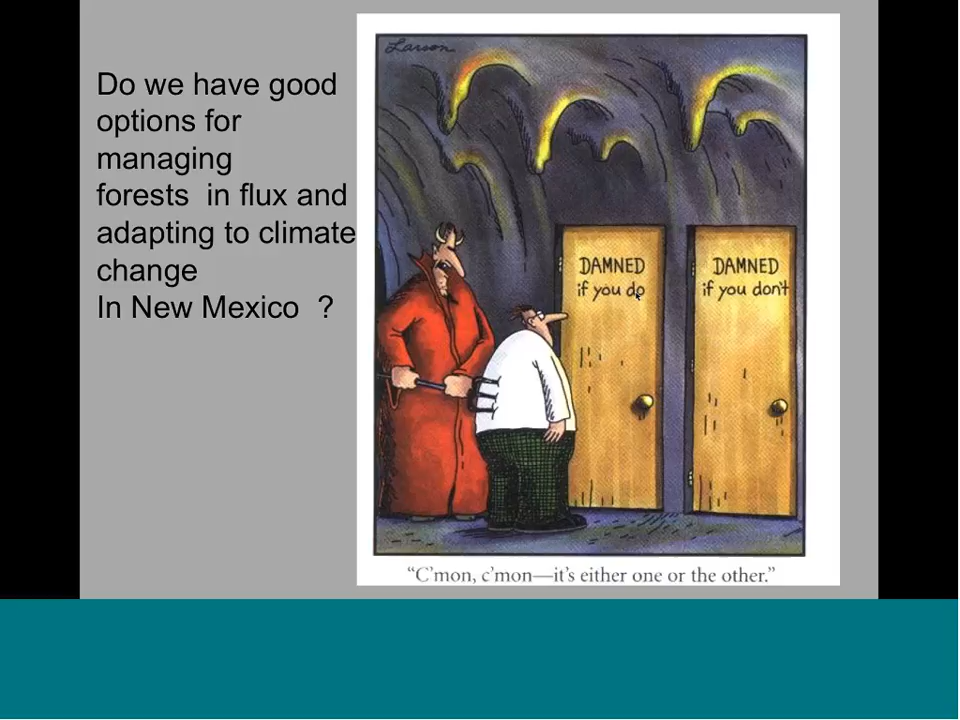 Do we have good
options for
managing
forests  in flux and
adapting to climate
change
In New Mexico  ?
Larson
DAMNED
if you do
DAMNED
if you don't
"C'mon, c'mon—it's either one or the other."